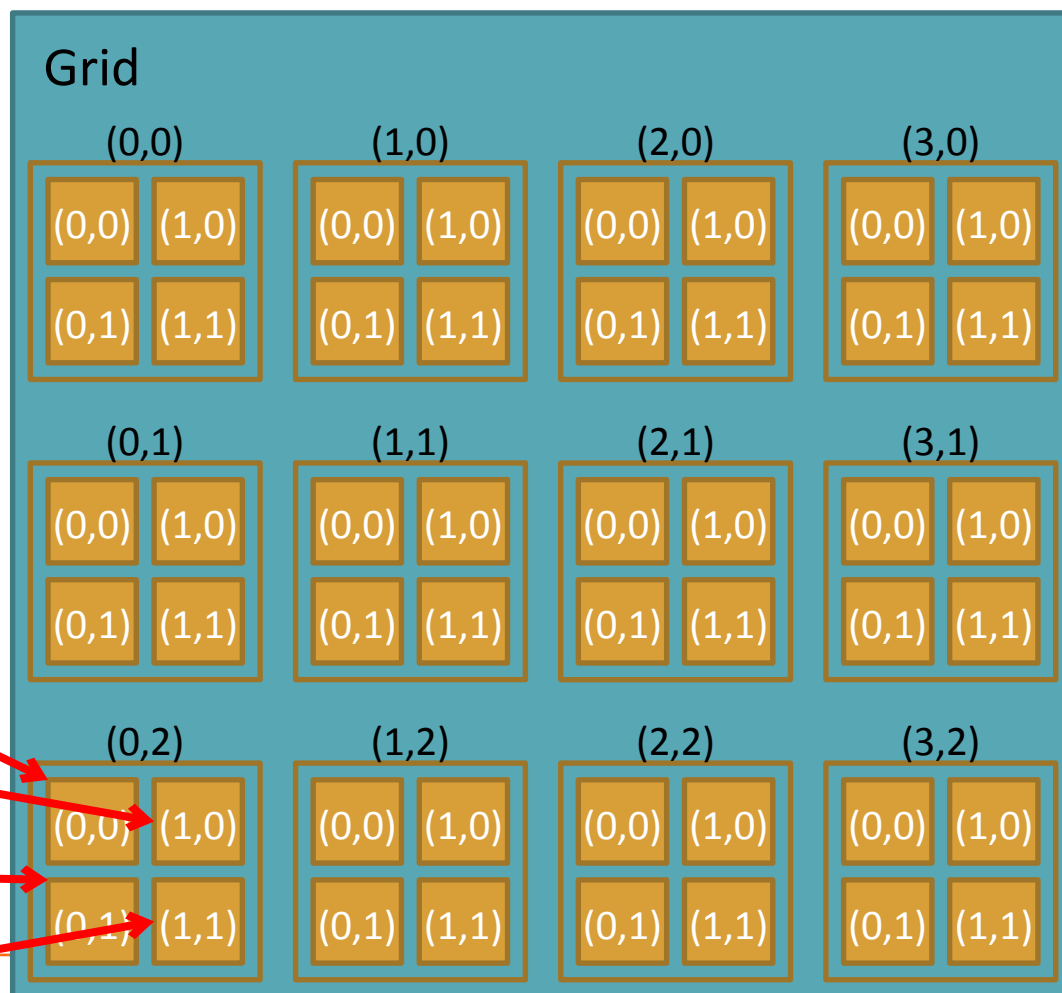 Grid
(0,0) (1,0) (2,0) (3,0)
(0,0) (1,0) (0,0) (1,0) (0,0) (1,0) (0,0) (1,0)
(0,1) (1,1) (0,1) (1,1) (0,1) (1,1) (0,1) (1,1)
(0,1) (1,1) (2,1) (3,1)
(0,0) (1,0) (0,0) (1,0) (0,0) (1,0) (0,0) (1,0)
(0,1) (1,1) (0,1) (1,1) (0,1) (1,1) (0,1) (1,1)
(0,2) (1,2) (2,2) (3,2)
(0,0) (1,0) (0,0) (1,0) (0,0) (1,0) (0,0) (1,0)
(0,1) (1,1) (0,1) (1,1) (0,1) (1,1) (0,1) (1,1)